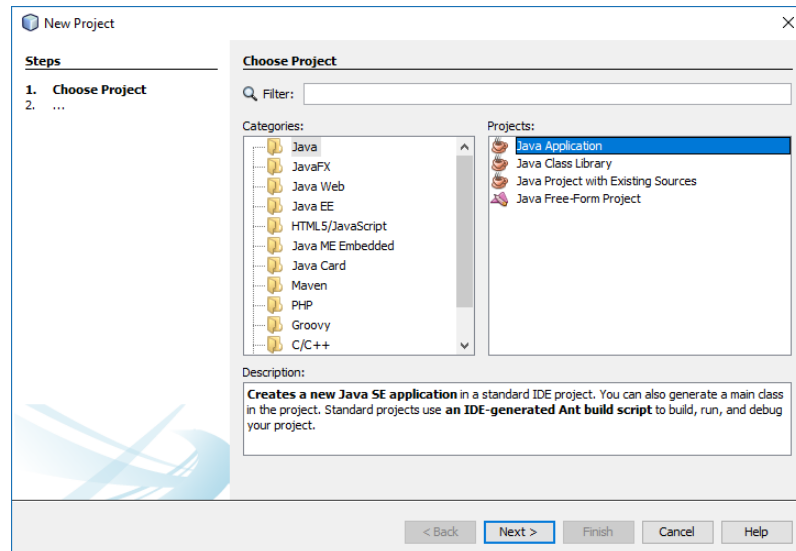 New Project
Steps
1. Choose Project
2. ...
Choose Project
Filter:
Categories:
Java
JavaFX
Java Web
Java EE
HTML5/JavaScript
Java ME Embedded
Java Card
Maven
PHP
Groovy
C/C++
Projects:
Java Application
Java Class Library
Java Project with Existing Sources
Java Free-Form Project
Description:
Creates a new Java SE application in a standard IDE project. You can also generate a main class
in the project. Standard projects use an IDE-generated Ant build script to build, run, and debug
your project.
< Back Next > Finish Cancel Help